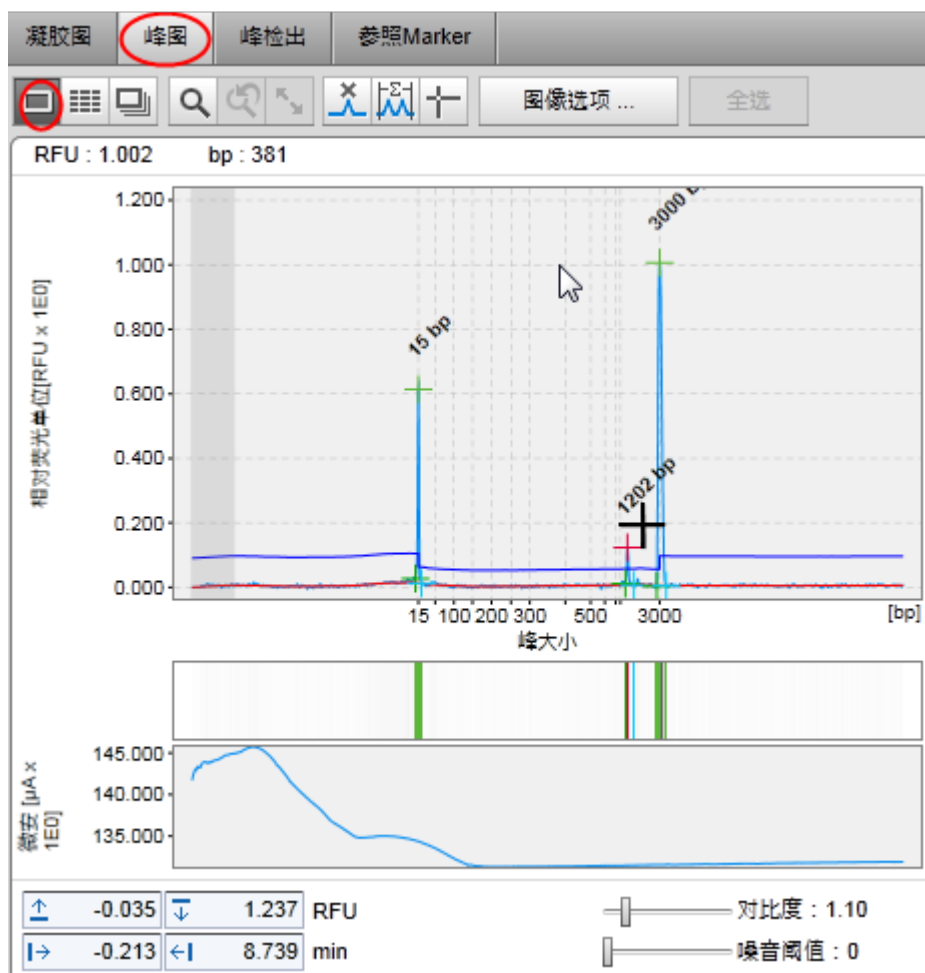 凝胶图 峰图 峰检出 参照Marker
图像选项 ... 全选
RFU : 1.002 bp : 381
相对荧光单位[RFU x 1E0]
1.200
1.000
0.800
0.600
0.400
0.200
0.000
15 bp
1202 bp
3000
15 100 200 300 500 3000 [bp]
峰大小
微安 [µA x
1E0]
145.000
140.000
135.000
-0.035 1.237 RFU 对比度：1.10
-0.213 8.739 min 噪音阈值：0